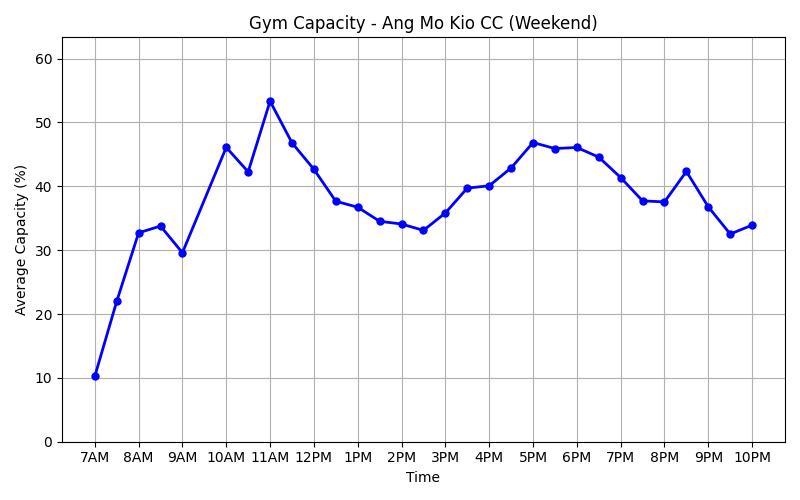 Gym Capacity - Ang Mo Kio CC (Weekend)
Average Capacity (%)
60
50
40
30
20
10
0
7AM 8AM 9AM 10AM 11AM 12PM 1PM 2PM 3PM 4PM 5PM 6PM 7PM 8PM 9PM 10PM
Time